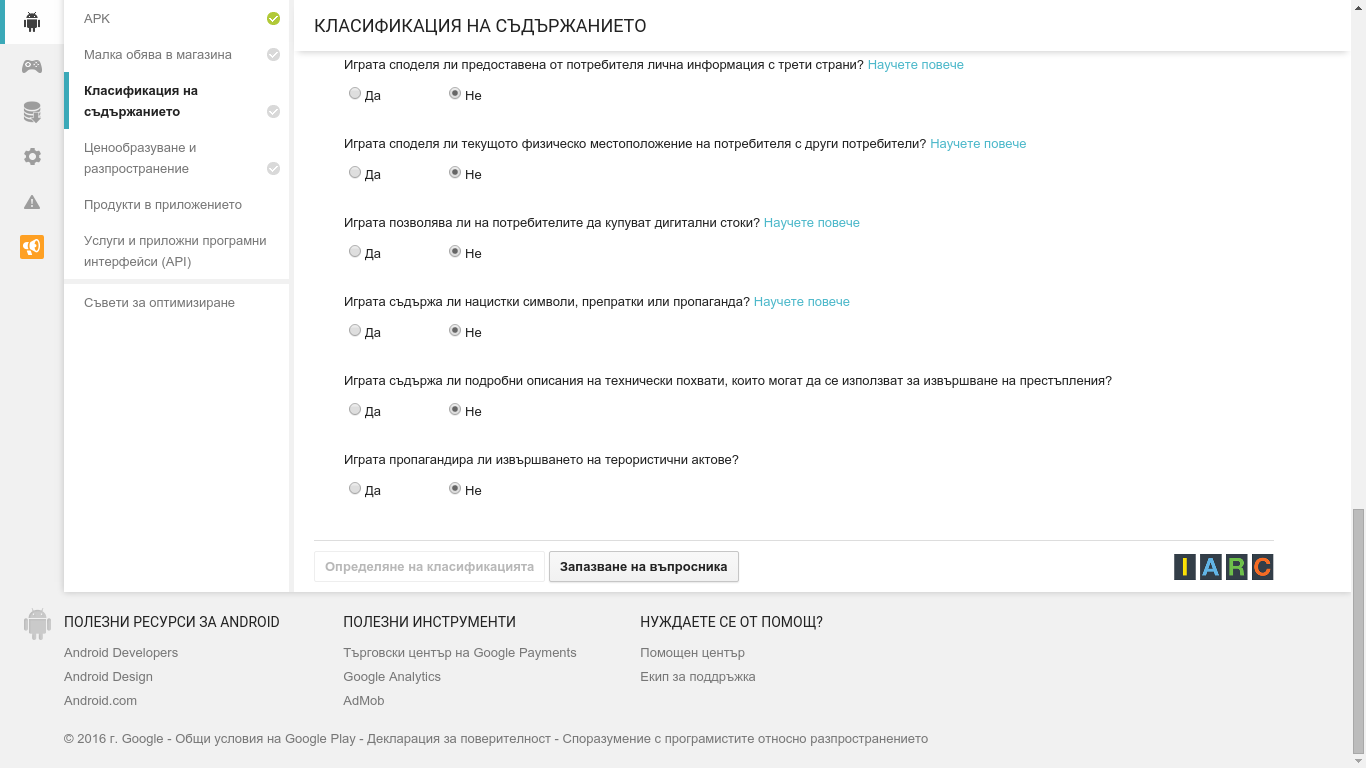 APK
Малка обява в магазина
Класификация на
съдържанието
Ценообразуване и
разпространение
Продукти в приложението
Услуги и приложни програмни
интерфейси (API)
Съвети за оптимизиране
КЛАСИФИКАЦИЯ НА СЪДЪРЖАНИЕТО
Играта споделя ли предоставена от потребителя лична информация с трети страни? Научете повече
Да Не
Играта споделя ли текущото физическо местоположение на потребителя с други потребители? Научете повече
Да Не
Играта позволява ли на потребителите да купуват дигитални стоки? Научете повече
Да Не
Играта съдържа ли нацистки символи, препратки или пропаганда? Научете повече
Да Не
Играта съдържа ли подробни описания на технически похвати, които могат да се използват за извършване на престъпления?
Да Не
Играта пропагандира ли извършването на терористични актове?
Да Не
Определяне на класификацията Запазване на въпросника IARC
ПОЛЕЗНИ РЕСУРСИ ЗА ANDROID
Android Developers
Android Design
Android.com
ПОЛЕЗНИ ИНСТРУМЕНТИ
Търговски център на Google Payments
Google Analytics
AdMob
НУЖДАЕТЕ СЕ ОТ ПОМОЩ?
Помощен център
Екип за поддръжка
© 2016 г. Google - Общи условия на Google Play - Декларация за поверителност - Споразумение с програмистите относно разпространението